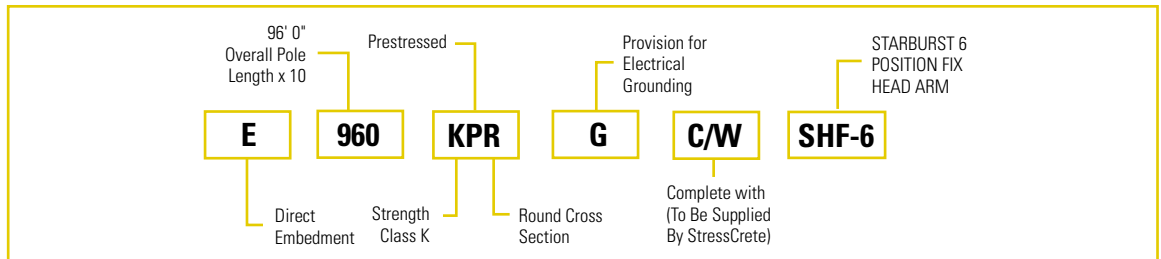 96' 0"
Overall Pole
Length x 10
Prestressed
Provision for
Electrical
Grounding
STARBURST 6
POSITION FIX
HEAD ARM
E
960
KPR
G
C/W
SHF-6
Direct
Embedment
Strength
Class K
Round Cross
Section
Complete with
(To Be Supplied
By StressCrete)